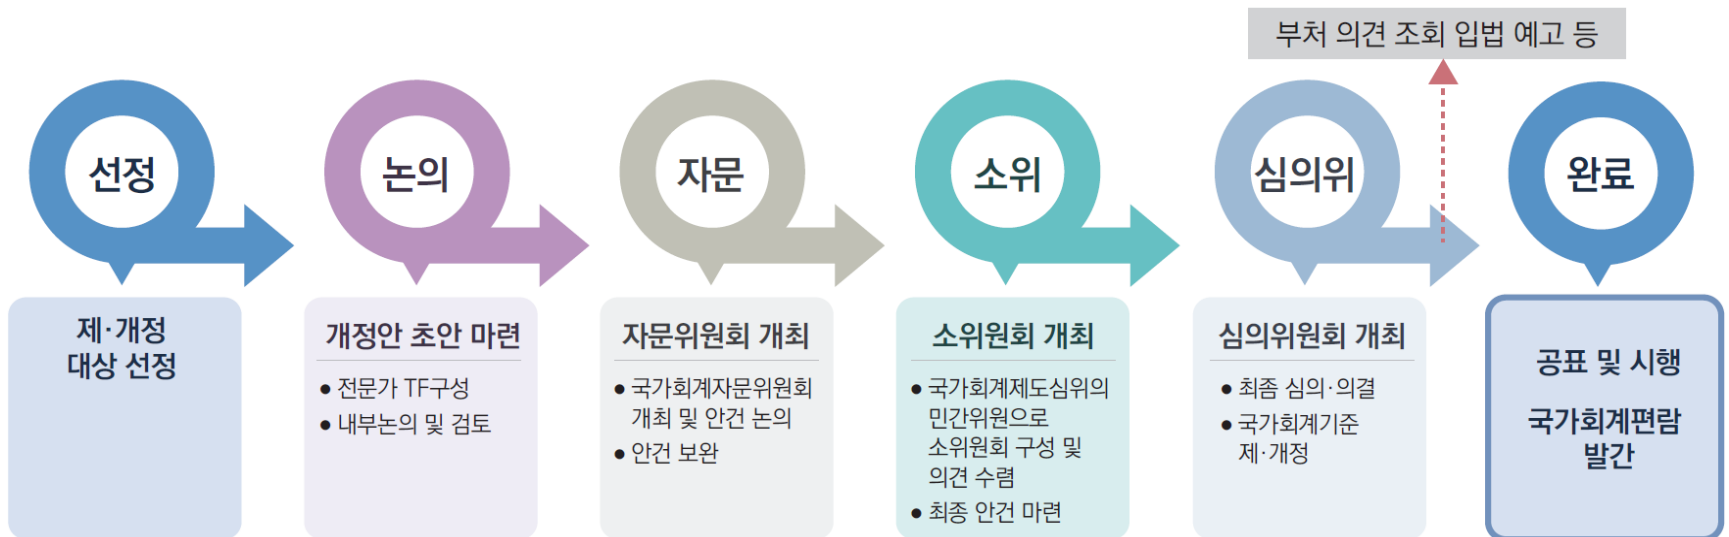 부처 의견 조회 입법 예고 등
선정
논의
자문
소위
심의위
완료
제·개정
대상 선정
개정안 초안 마련
● 전문가 TF구성
● 내부논의 및 검토
자문위원회 개최
● 국가회계자문위원회
개최 및 안건 논의
● 안건 보완
소위원회 개최
● 국가회계제도심위의
민간위원으로
소위원회 구성 및
의견 수렴
● 최종 안건 마련
심의위원회 개최
● 최종 심의·의결
● 국가회계기준
제·개정
공표 및 시행
국가회계편람
발간